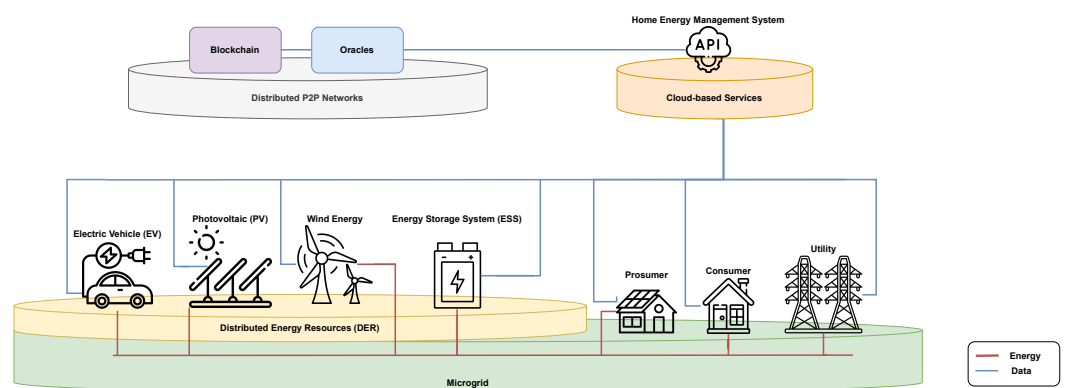 Home Energy Management System
Blockchain
Oracles
API
Distributed P2P Networks
Cloud-based Services
Electric Vehicle (EV)
Photovoltaic (PV)
Wind Energy
Energy Storage System (ESS)
Prosumer
Consumer
Utility
Distributed Energy Resources (DER)
Microgrid
Energy
Data